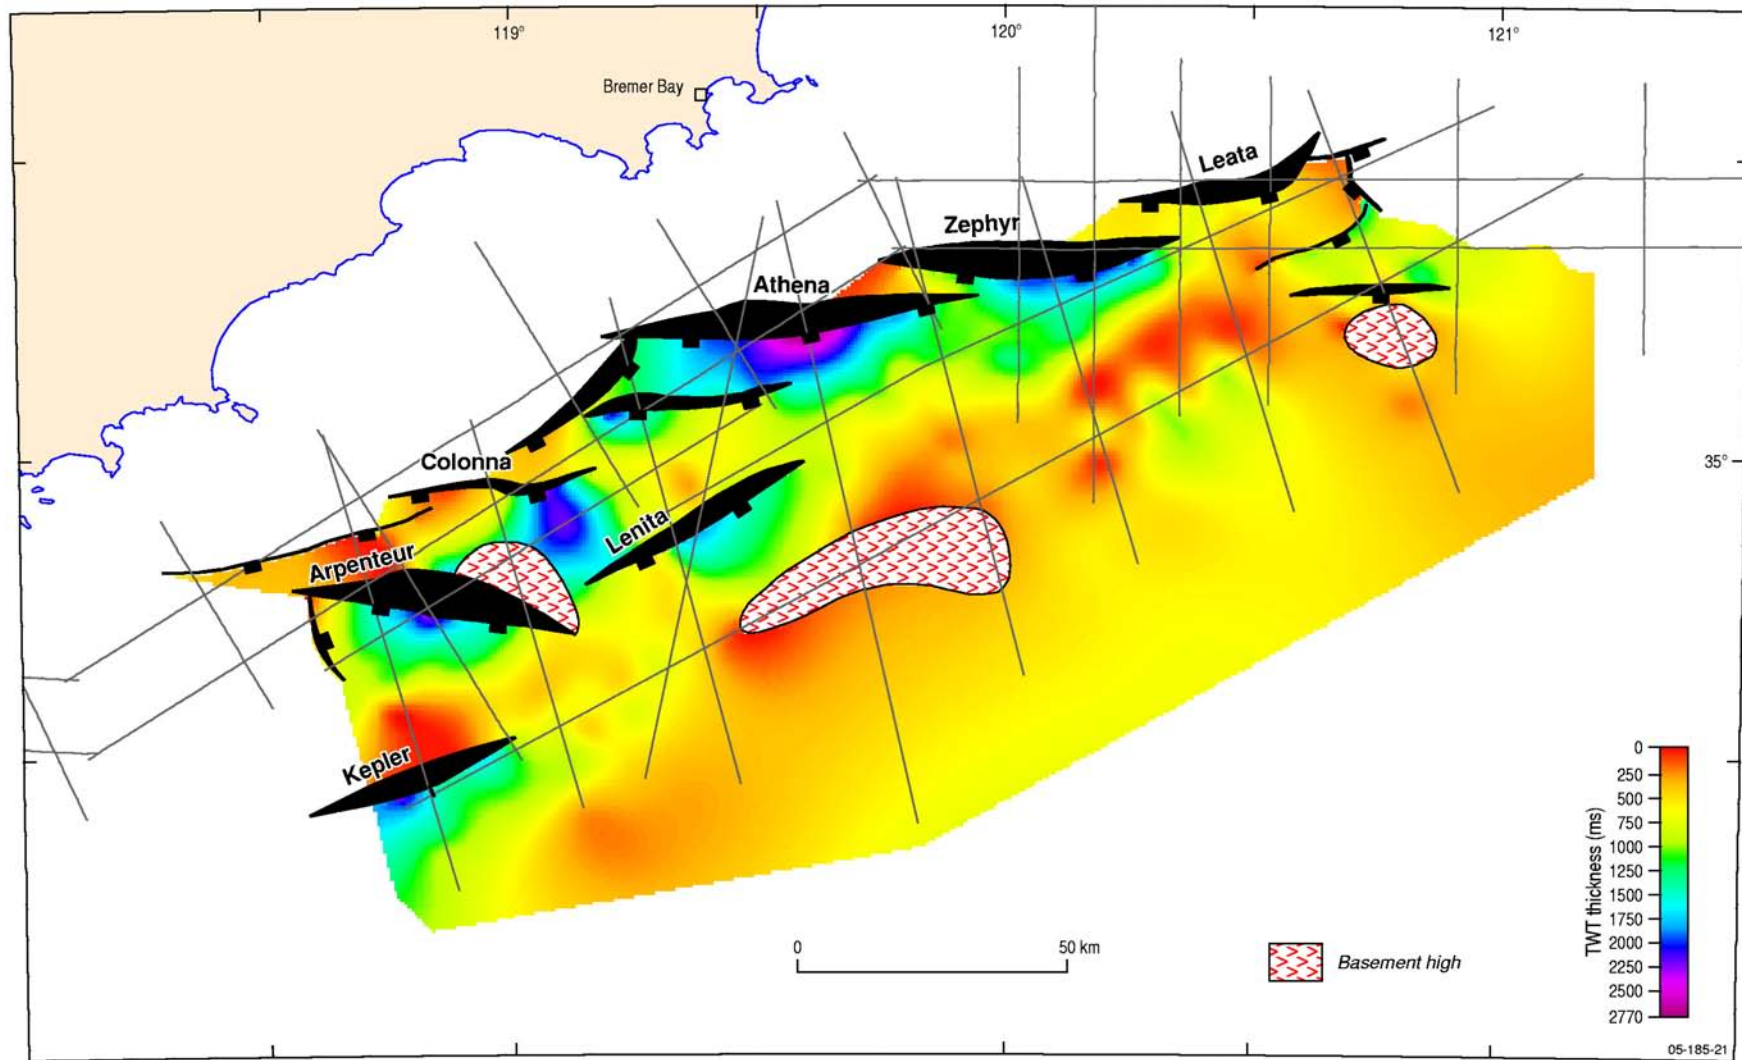 119°
120°
121°
Bremer Bay
Leata
Zephyr
Athena
Colonna
35°
Lenita
Arpenteur
Kepler
TWT thickness (ms)
0
250
500
750
1000
1250
1500
1750
2000
2250
2500
2770
0
50 km
Basement high
05-185-21